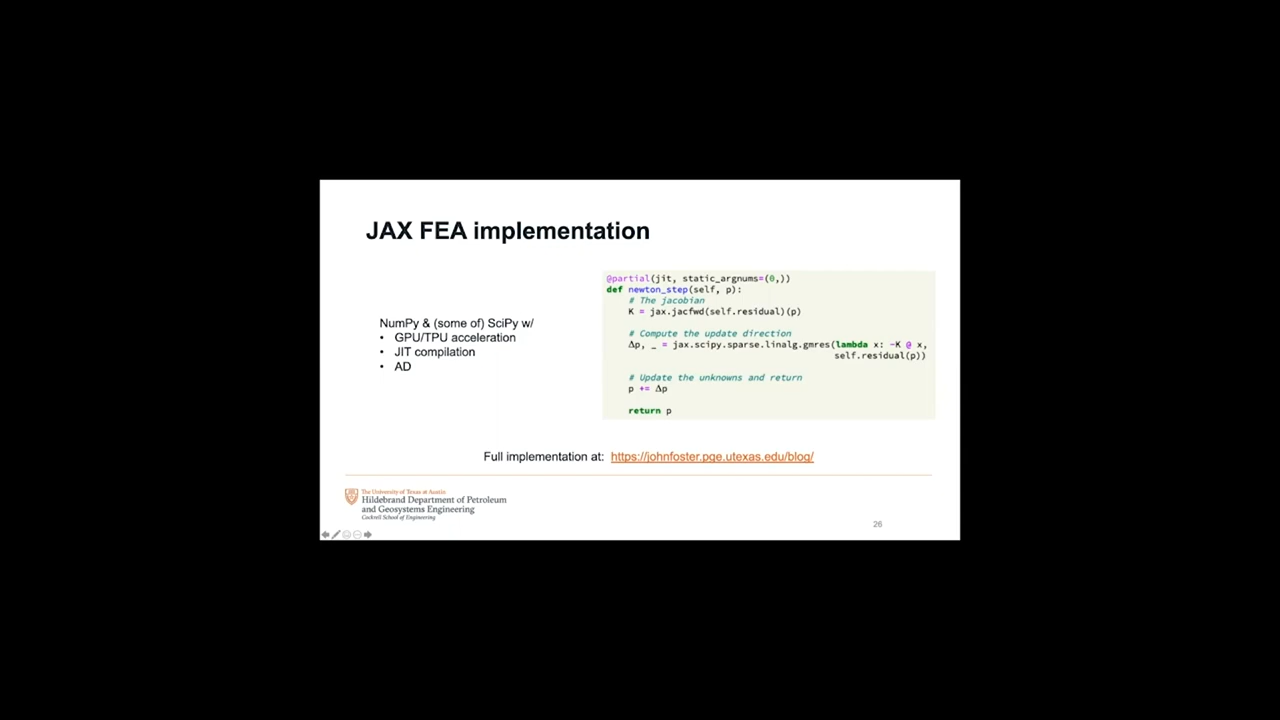 JAX FEA implementation
NumPy & (some of) SciPy w/
• GPU/TPU acceleration
• JIT compilation
• AD
@partial(jit, static_argnums=(0,))
def newton_step(self, p):
# The jacobian
K = jax.jacfwd(self.residual)(p)
# Compute the update direction
Δp, _ = jax.scipy.sparse.linalg.gmres(lambda x: -K @ x,
self.residual(p))
# Update the unknowns and return
p += Δp
return p
Full implementation at: https://johnfoster.pge.utexas.edu/blog/
The University of Texas at Austin
Hildebrand Department of Petroleum
and Geosystems Engineering
Cockrell School of Engineering
26